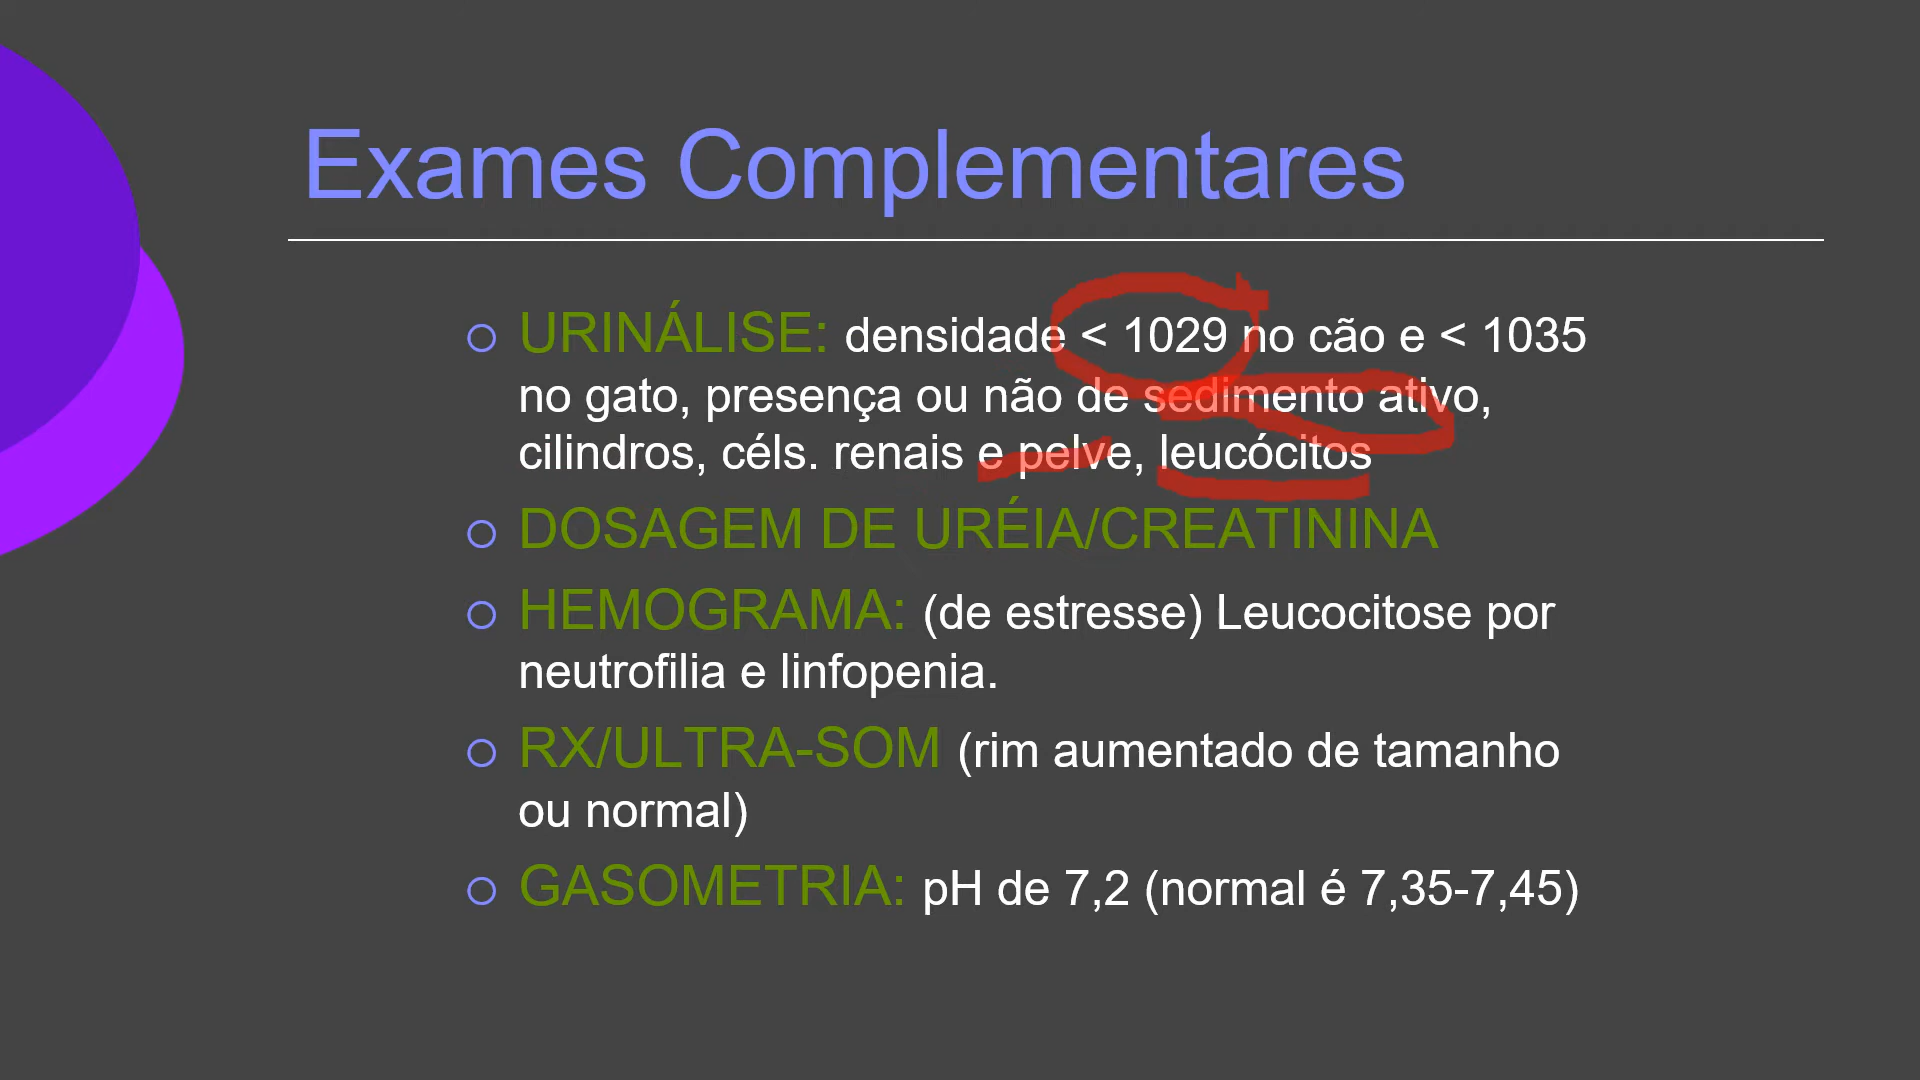 Exames Complementares
URINÁLISE: densidade < 1029 no cão e < 1035
no gato, presença ou não de sedimento ativo,
cilindros, céls. renais e pelve, leucócitos
DOSAGEM DE URÉIA/CREATININA
HEMOGRAMA: (de estresse) Leucocitose por
neutrofilia e linfopenia.
RX/ULTRA-SOM (rim aumentado de tamanho
ou normal)
GASOMETRIA: pH de 7,2 (normal é 7,35-7,45)